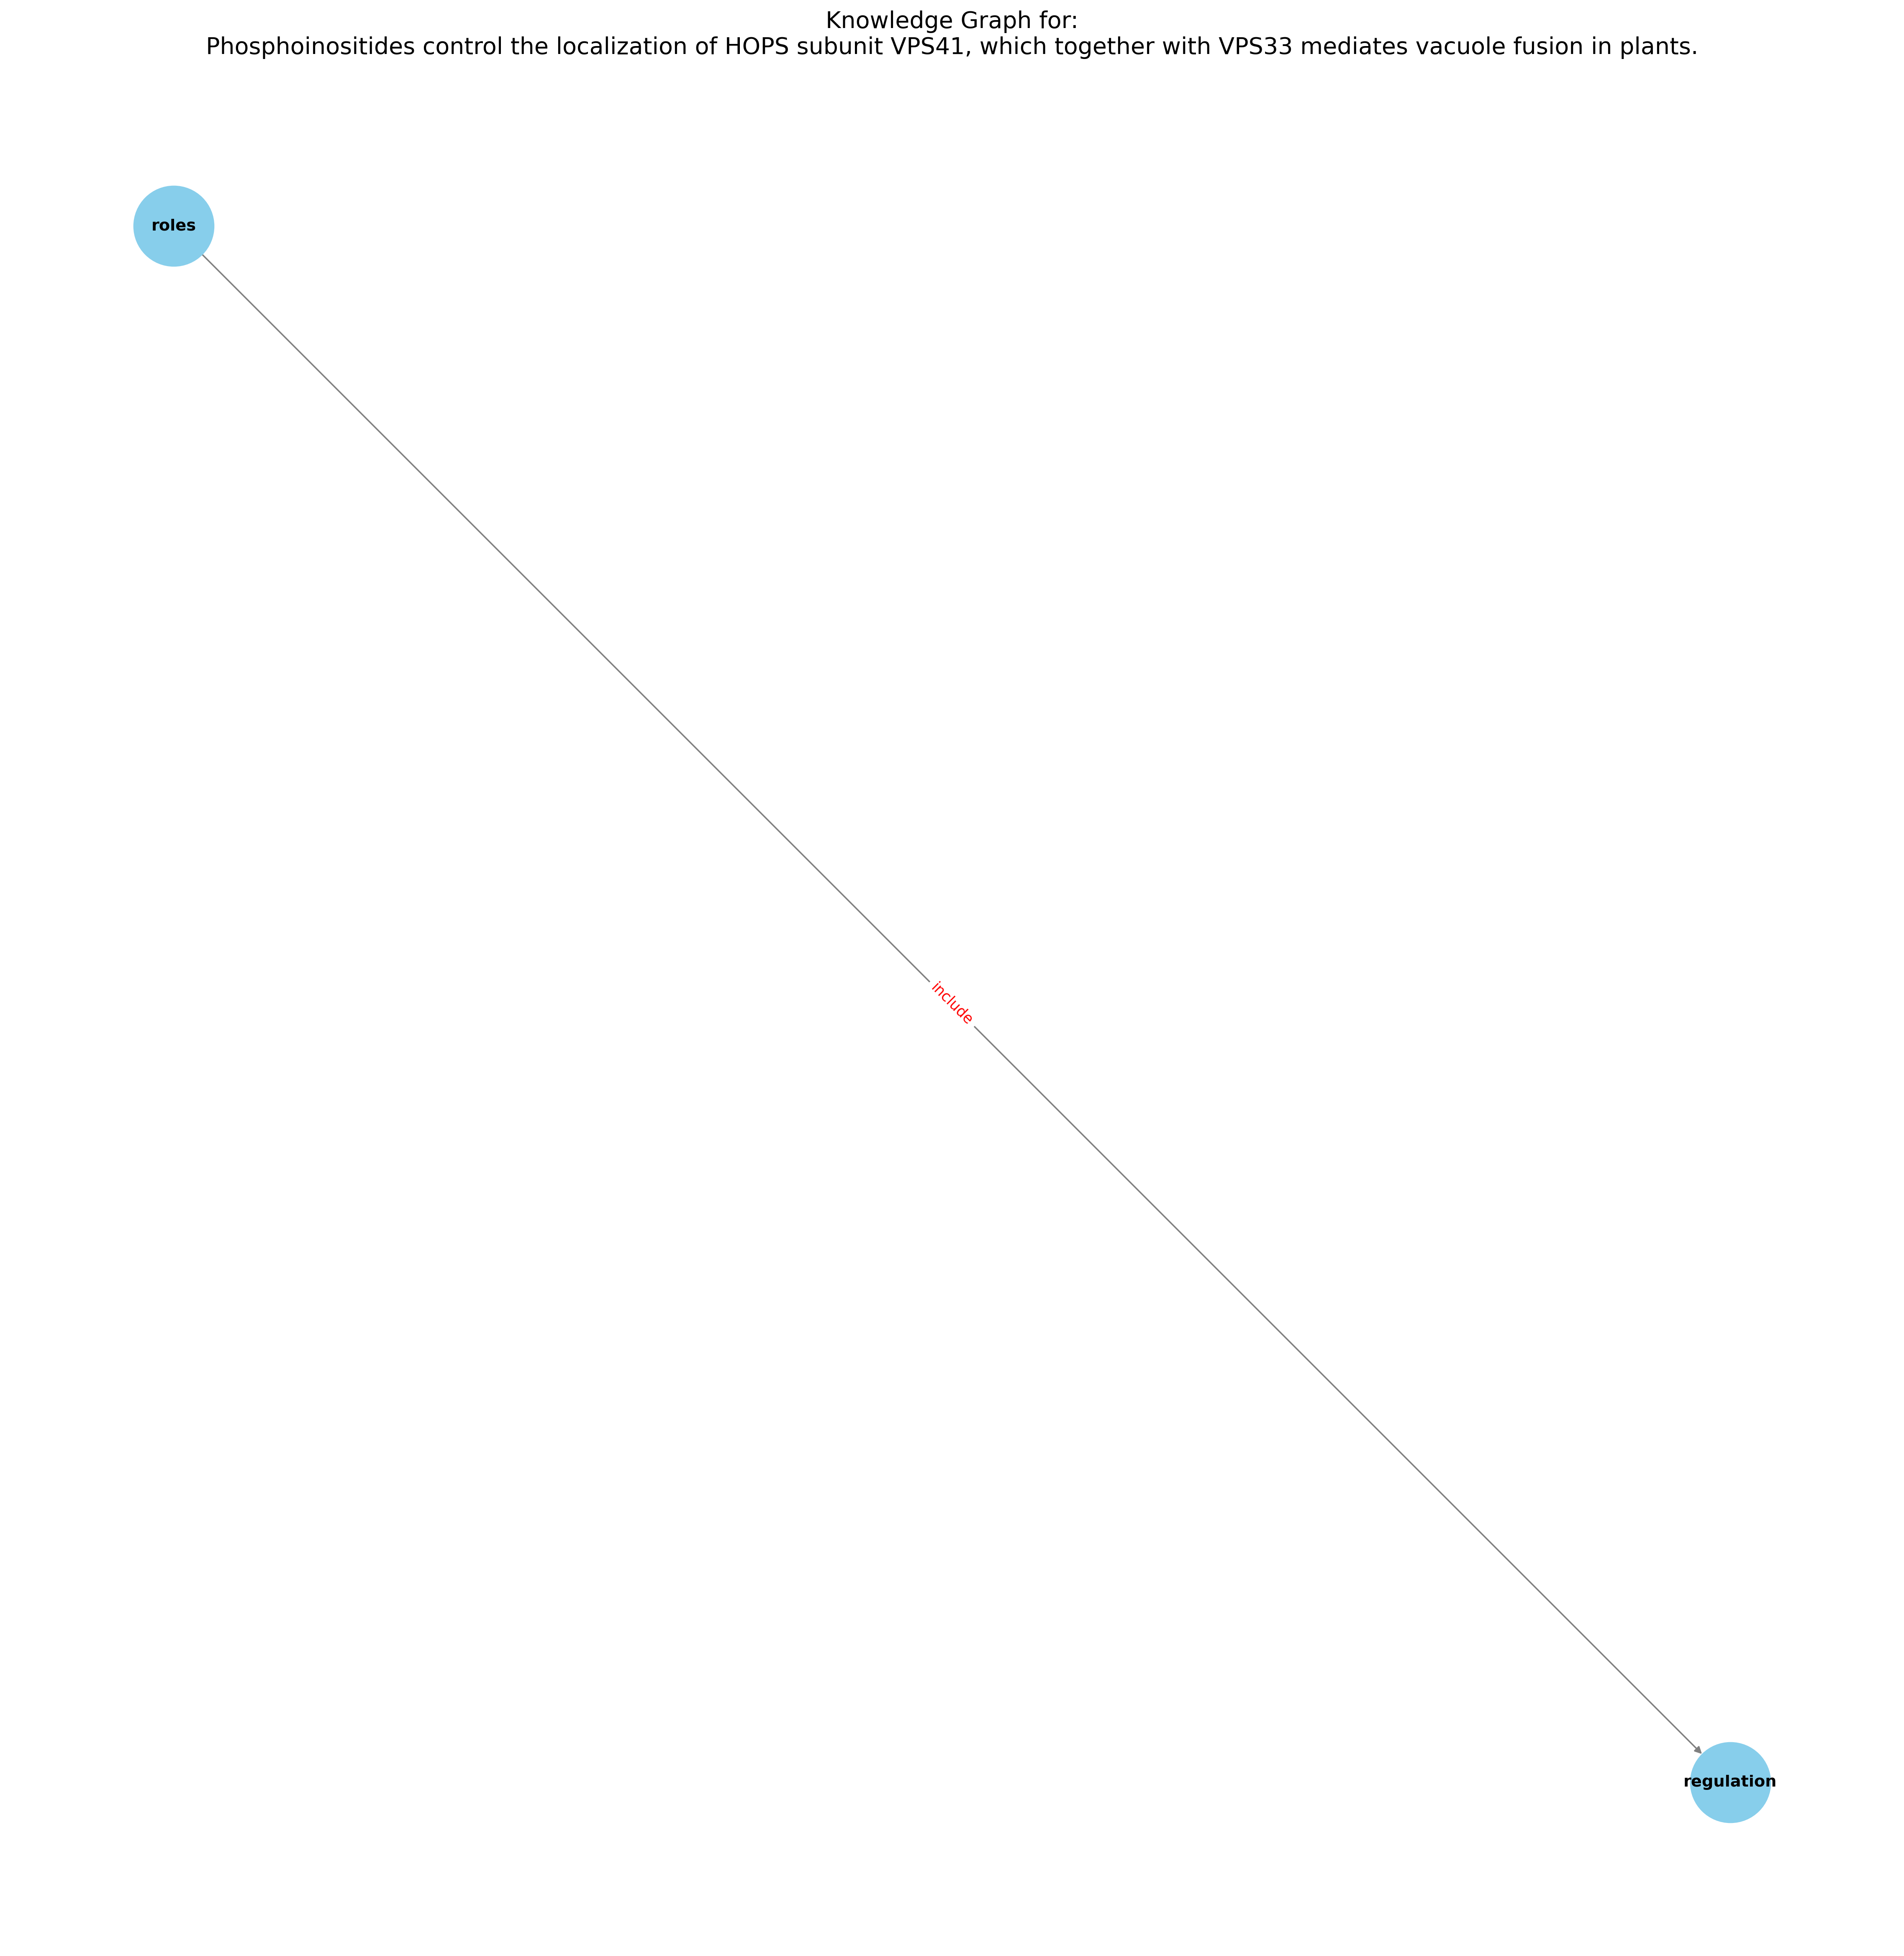 Knowledge Graph for:
Phosphoinositides control the localization of HOPS subunit VPS41, which together with VPS33 mediates vacuole fusion in plants.
roles
include
regulation